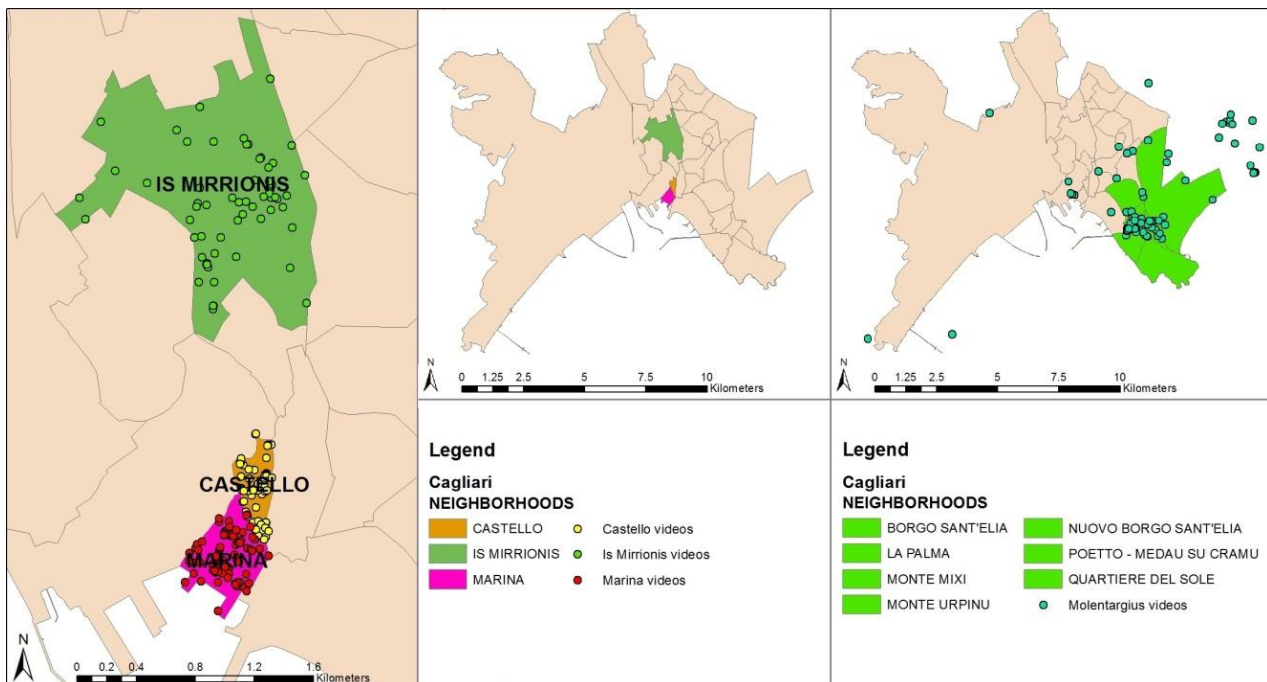 IS MIRRIONIS
CASTELLO
MARINA
N
0 0.2 0.4 0.8 1.2 1.6
Kilometers
N
0 1.25 2.5 5 7.5 10
Kilometers
N
0 1.25 2.5 5 7.5 10
Kilometers
Legend
Cagliari
NEIGHBORHOODS
CASTELLO Castello videos
IS MIRRIONIS Is Mirrionis videos
MARINA Marina videos
Legend
Cagliari
NEIGHBORHOODS
BORGO SANT'ELIA NUOVO BORGO SANT'ELIA
LA PALMA POETTO - MEDAU SU CRAMU
MONTE MIXI QUARTIERE DEL SOLE
MONTE URPINU Molentargius videos